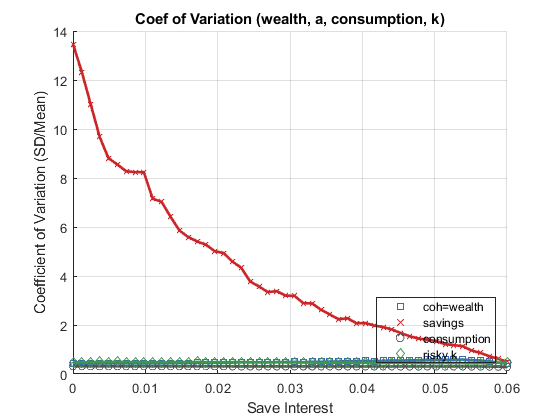 Coef of Variation (wealth, a, consumption, k)
14
12
10
8
6
4
2
0
Coefficient of Variation (SD/Mean)
coh=wealth
savings
consumption
risky k
0 0.01 0.02 0.03 0.04 0.05 0.06
Save Interest